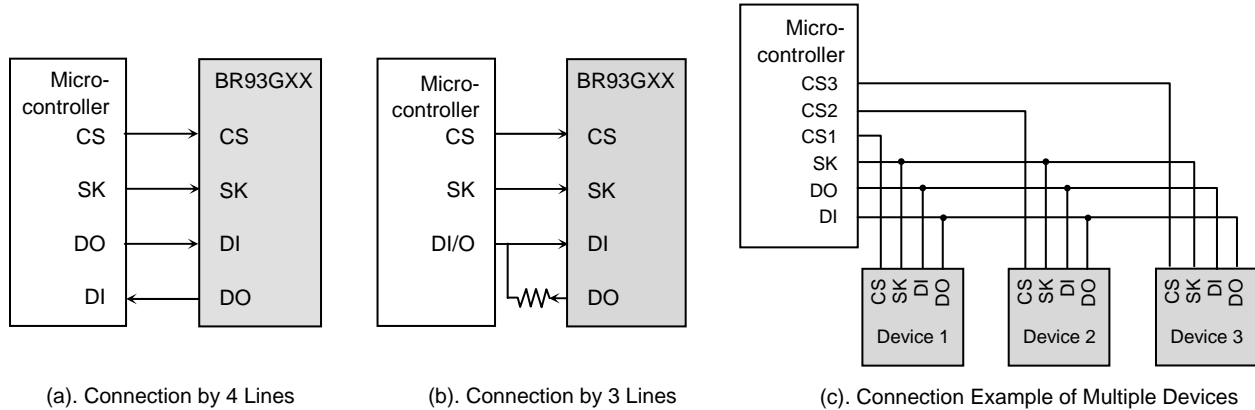 Micro-
controller
CS
SK
DO
DI
BR93GXX
CS
SK
DI
DO
(a). Connection by 4 Lines
Micro-
controller
CS
SK
DI/O
BR93GXX
CS
SK
DI
DO
(b). Connection by 3 Lines
Micro-
controller
CS3
CS2
CS1
SK
DO
DI
CS
SK
DI
DO
Device 1
CS
SK
DI
DO
Device 2
CS
SK
DI
DO
Device 3
(c). Connection Example of Multiple Devices